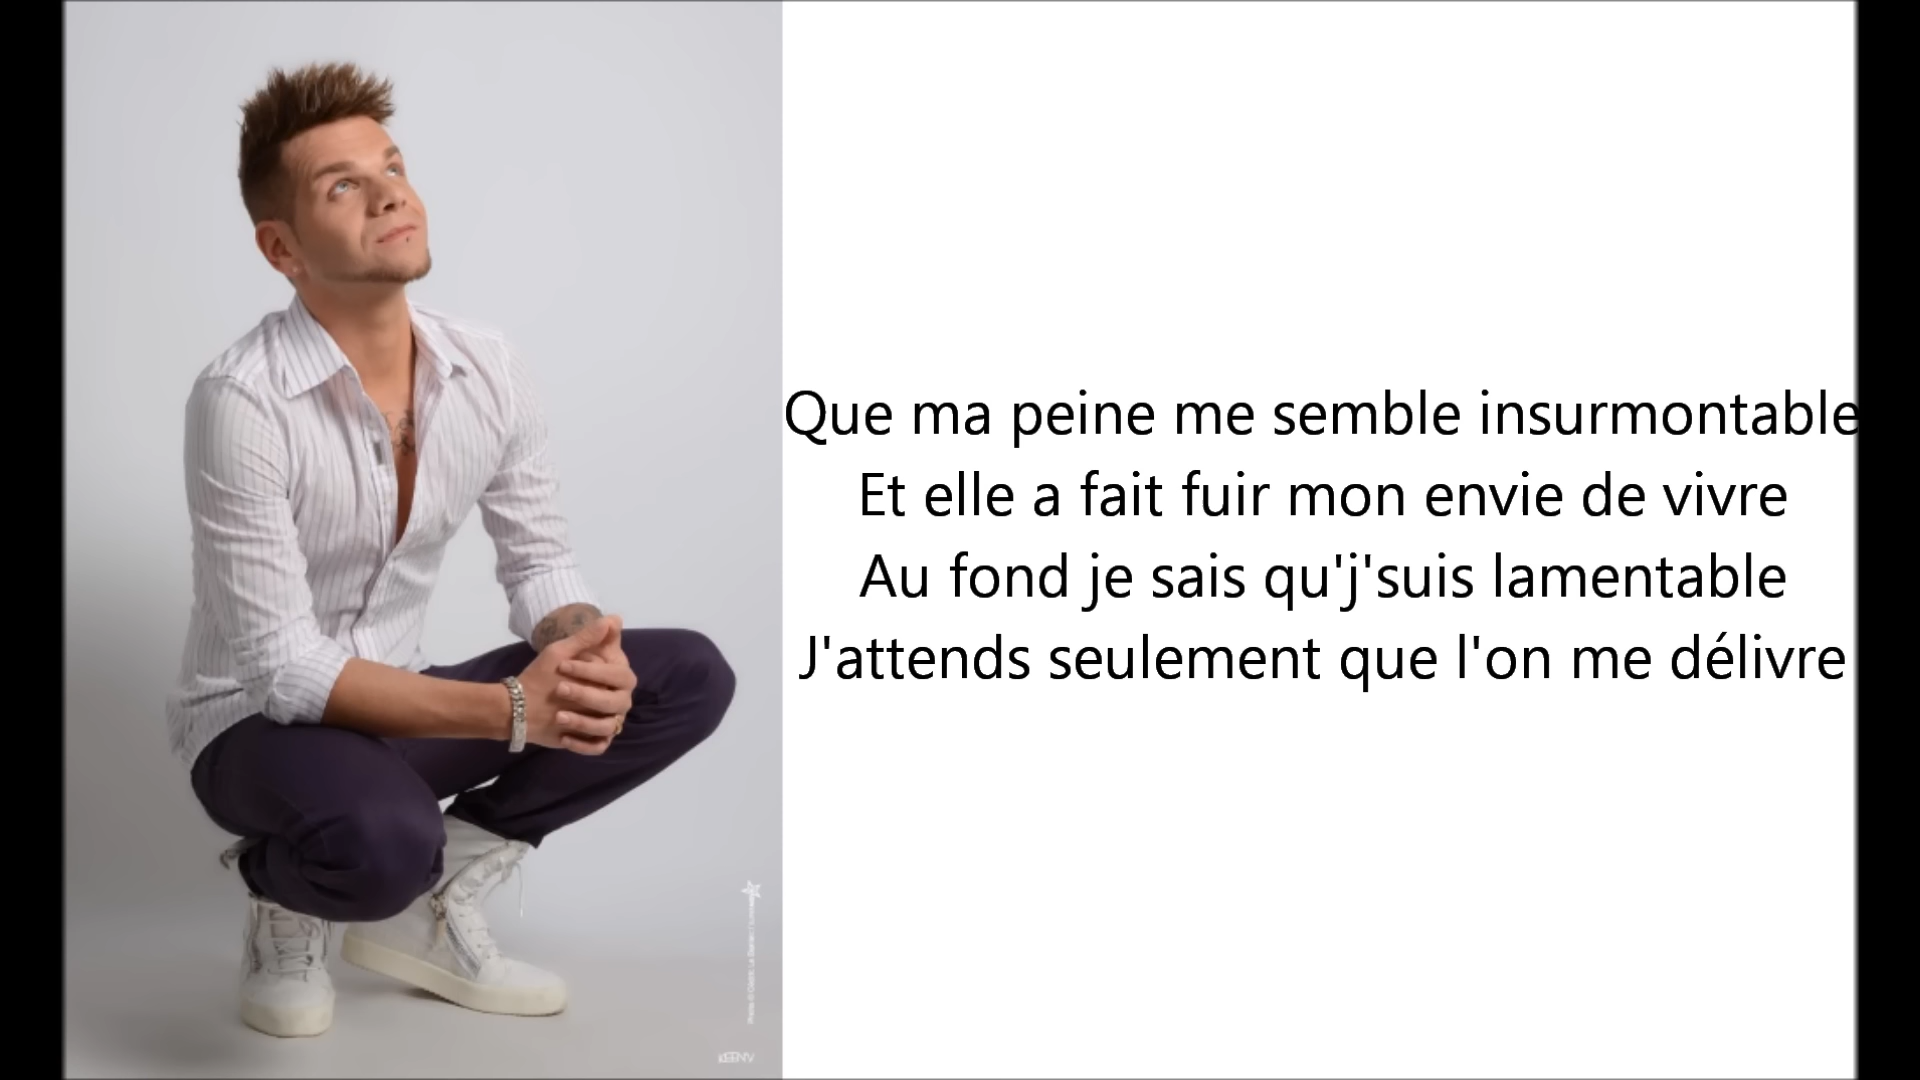 Que ma peine me semble insurmontable
Et elle a fait fuir mon envie de vivre
Au fond je sais qu'j'suis lamentable
J'attends seulement que l'on me délivre
KEENV